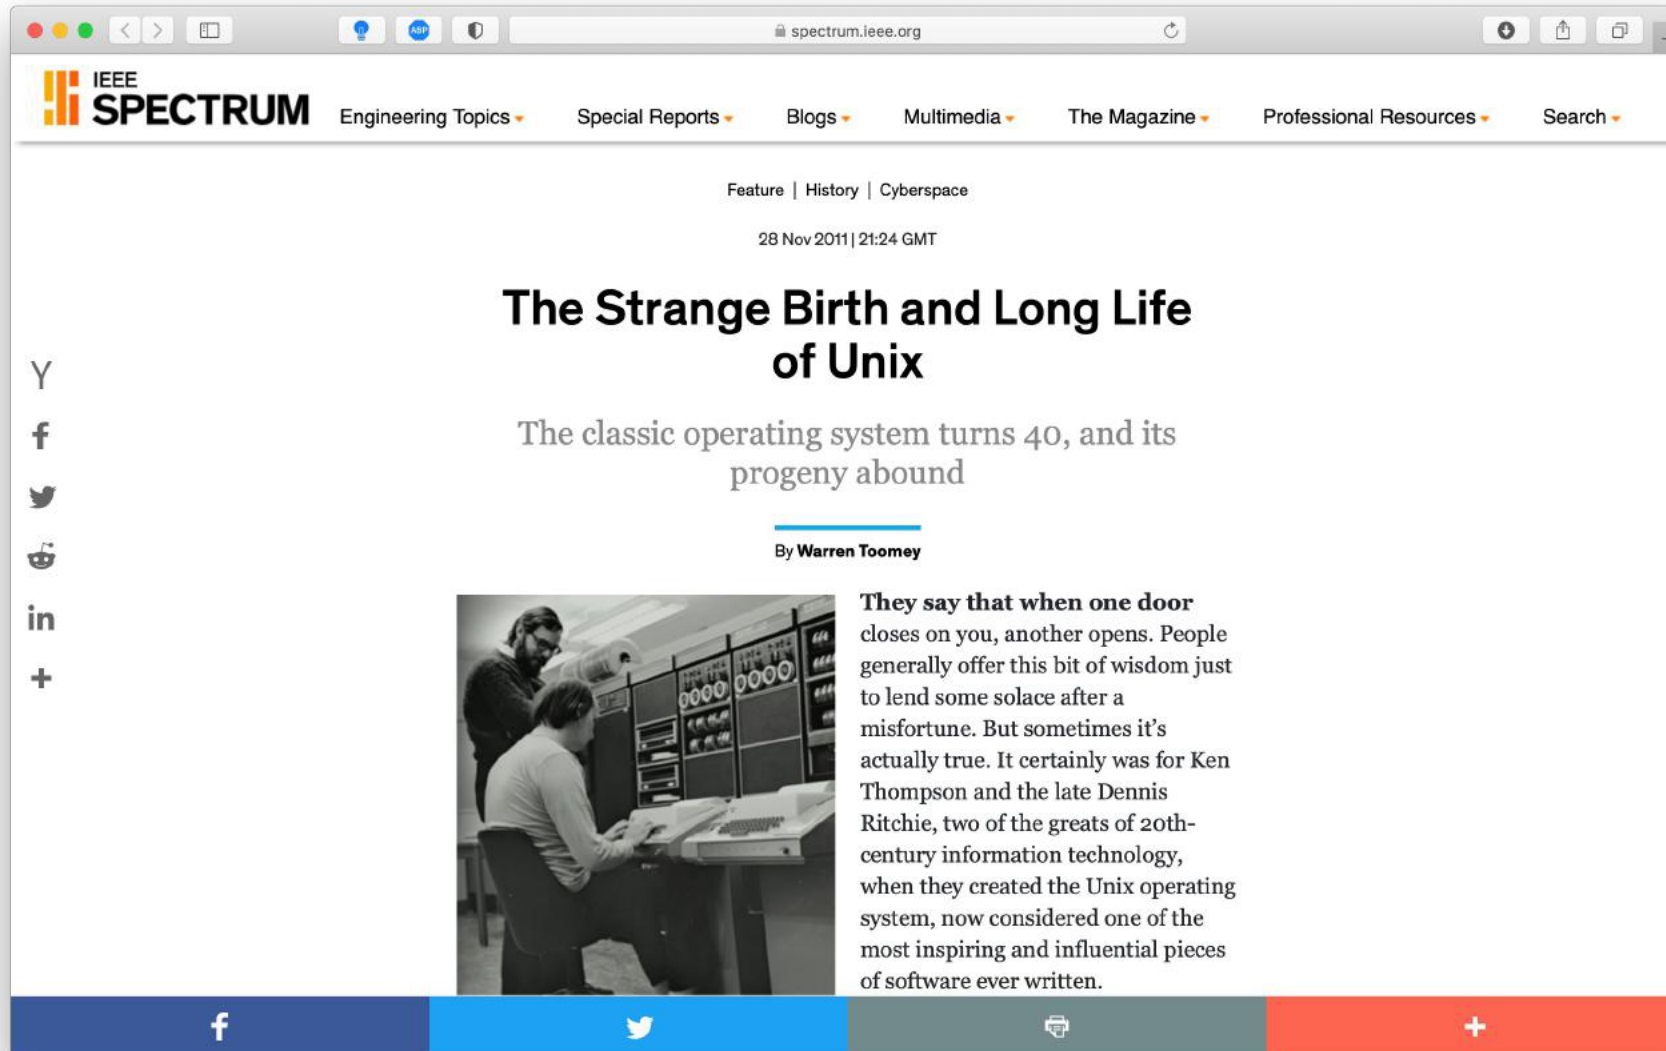 ABP
spectrum.ieee.org
IEEE
SPECTRUM
Engineering Topics
Special Reports
Blogs
Multimedia
The Magazine
Professional Resources
Search
Feature | History | Cyberspace
28 Nov 2011 | 21:24 GMT
The Strange Birth and Long Life
of Unix
The classic operating system turns 40, and its
progeny abound
By Warren Toomey
They say that when one door
closes on you, another opens. People
generally offer this bit of wisdom just
to lend some solace after a
misfortune. But sometimes it’s
actually true. It certainly was for Ken
Thompson and the late Dennis
Ritchie, two of the greats of 20th-
century information technology,
when they created the Unix operating
system, now considered one of the
most inspiring and influential pieces
of software ever written.